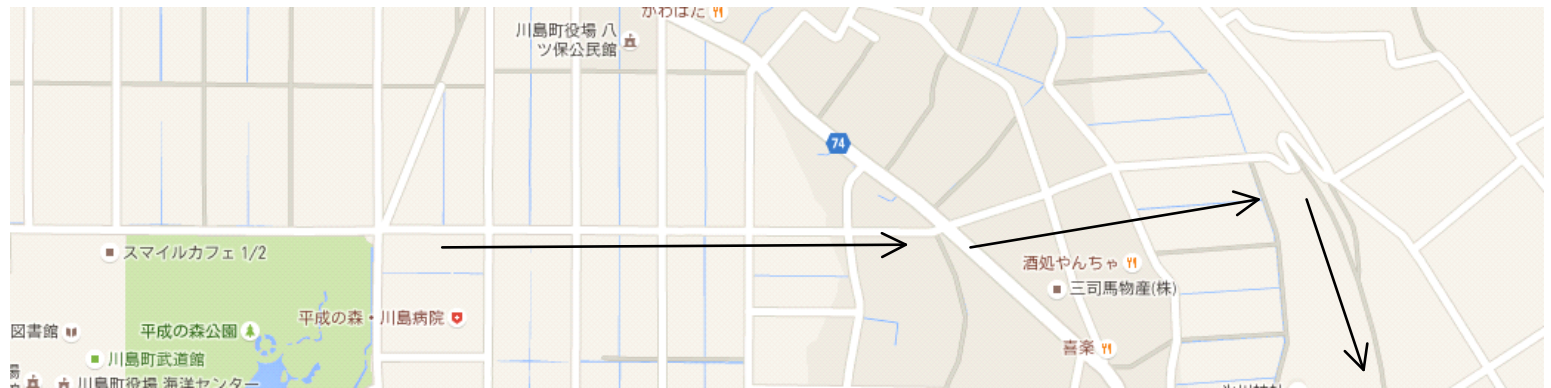 かわはた
川島町役場 八
ツ保公民館
74
スマイルカフェ 1/2
酒処やんちゃ
三司馬物産(株)
平成の森・川島病院
図書館
平成の森公園
喜楽
川島町武道館
場
川島町役場 海洋センター